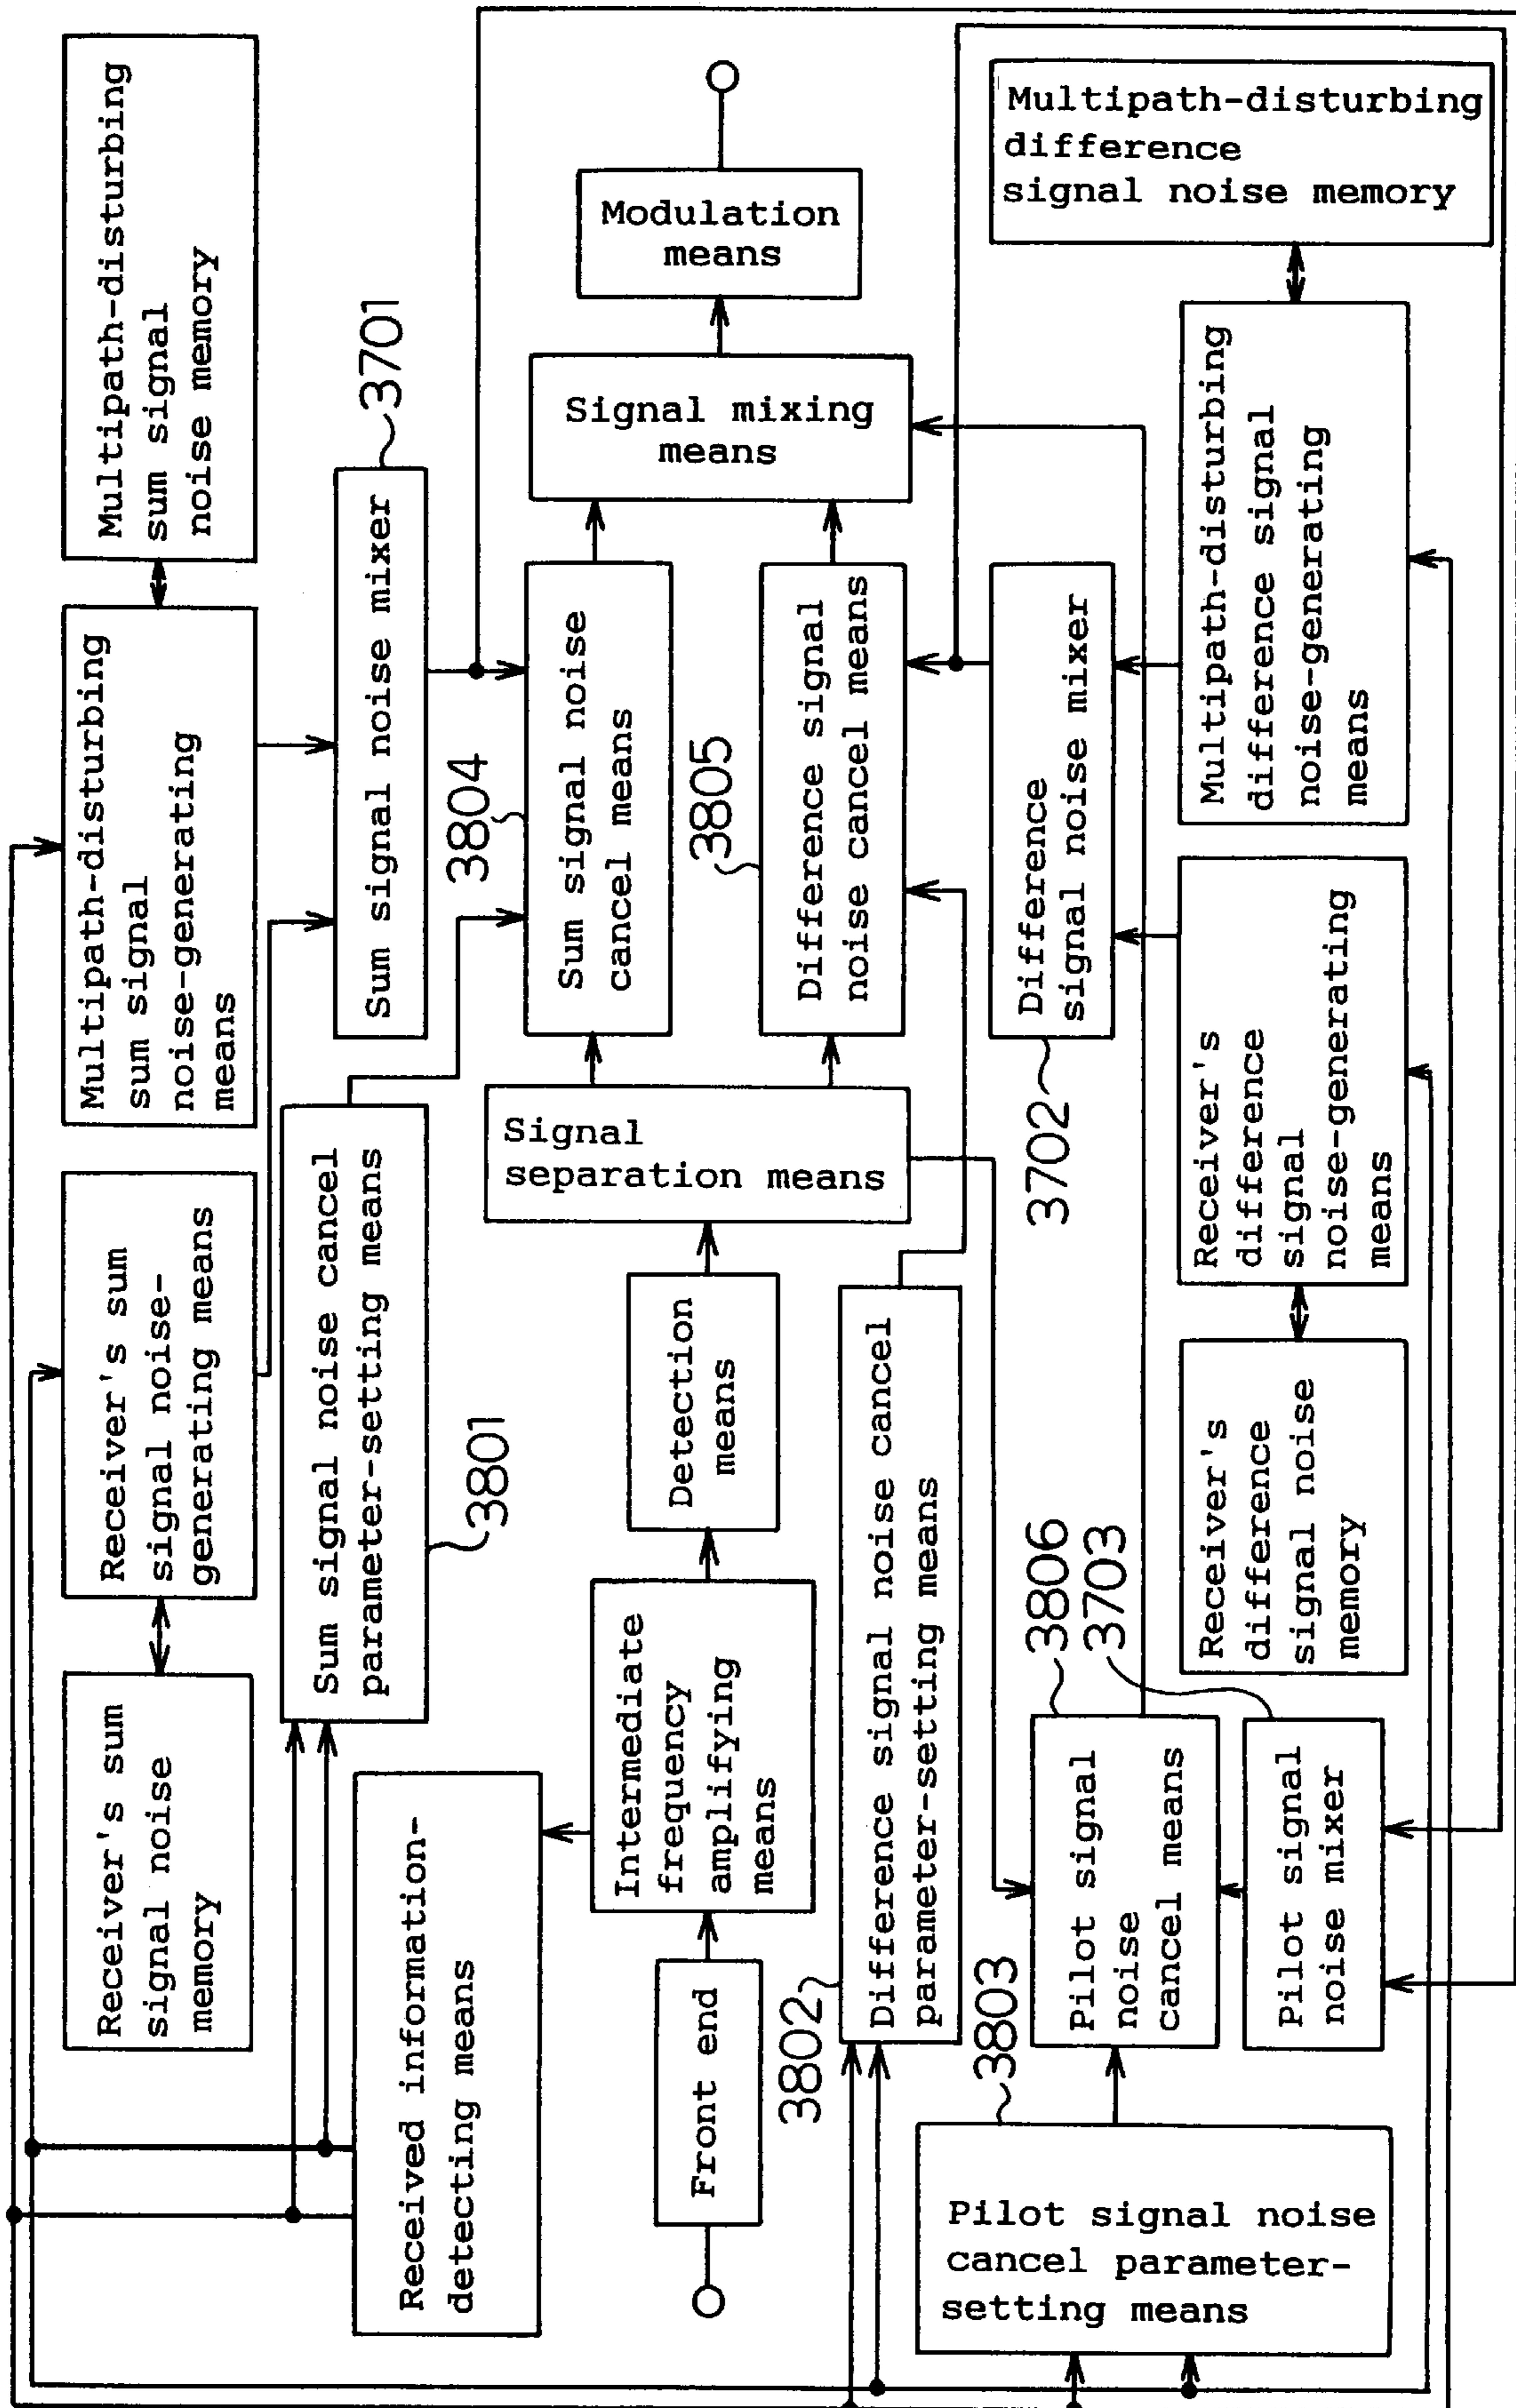 Receiver's sum
signal noise
memory
Receiver's sum
signal noise-
generating means
Multipath-disturbing
sum signal
noise-generating
means
Multipath-disturbing
sum signal
noise memory
Sum signal noise cancel
parameter-setting means
3801
Sum signal noise mixer
3701
Received information-
detecting means
Front end
Intermediate
frequency
amplifying
means
Detection
means
Signal
separation means
3804
Sum signal noise
cancel means
3805
Difference signal
noise cancel means
Signal mixing
means
Modulation
means
3802
Difference signal noise cancel
parameter-setting means
3803
Pilot signal noise
cancel parameter-
setting means
Pilot signal
noise
cancel means
3806
3703
Pilot signal
noise mixer
3702
Difference
signal noise mixer
Receiver's
difference
signal noise
memory
Receiver's
difference
signal
noise-generating
means
Multipath-disturbing
difference signal
noise-generating
means
Multipath-disturbing
difference
signal noise memory